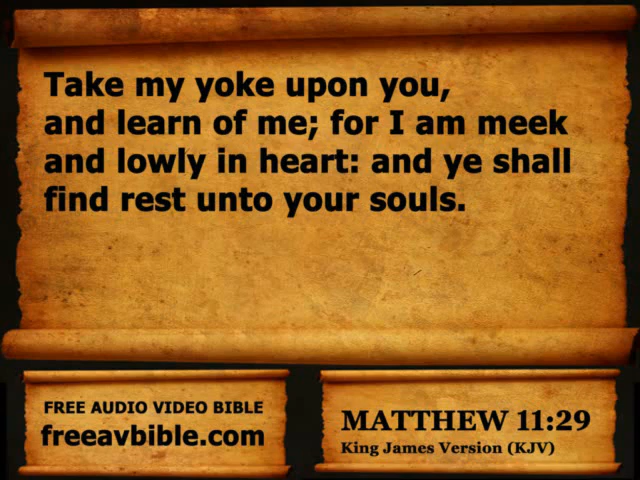 Take my yoke upon you,
and learn of me; for I am meek
and lowly in heart: and ye shall
find rest unto your souls.
FREE AUDIO VIDEO BIBLE
freeavbible.com
MATTHEW 11:29
King James Version (KJV)